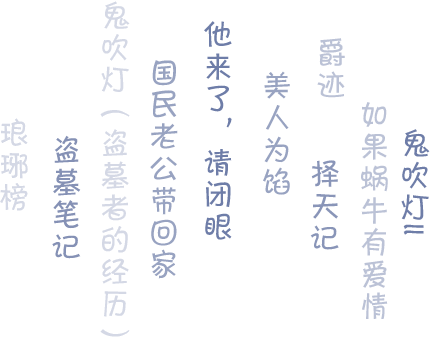 琅琊榜
盗墓笔记
鬼吹灯(盗墓者的经历)
国民老公带回家
他来了，请闭眼
美人为馅
择天记
爵迹
如果蜗牛有爱情
鬼吹灯II